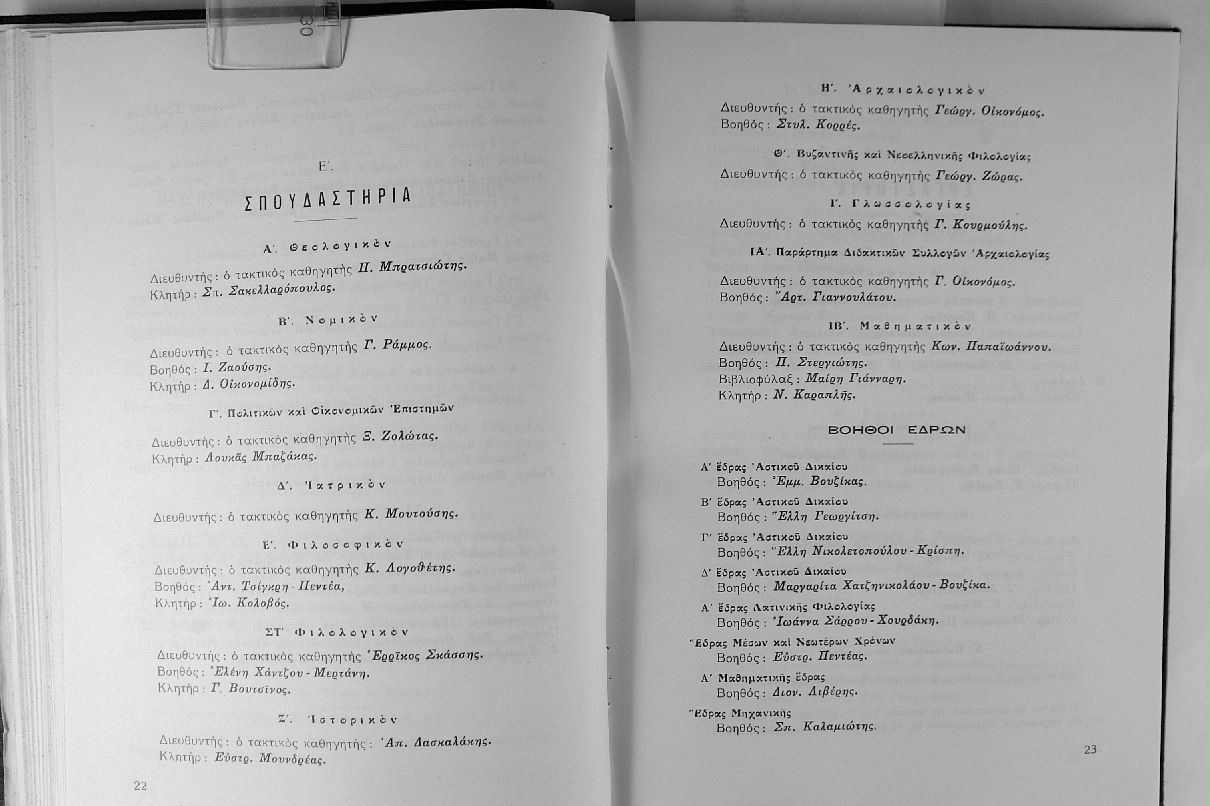 Ε΄.
ΣΠΟΥΔΑΣΤΗΡΙΑ
Α΄. Θεολογικὸν
Διευθυντής : ὁ τακτικὸς καθηγητὴς Π. Μπρατσιώτης.
Κλητήρ : Σπ. Σακελλαρόπουλος.
Β΄. Νομικὸν
Διευθυντής : ὁ τακτικὸς καθηγητὴς Γ. Ράμμος.
Βοηθός : Ι. Ζαούσης.
Κλητήρ : Δ. Οἰκονομίδης.
Γ΄. Πολιτικῶν καὶ Οἰκονομικῶν Ἐπιστημῶν
Διευθυντής : ὁ τακτικὸς καθηγητὴς Ξ. Ζολώτας.
Κλητήρ : Λουκᾶς Μπαζάκας.
Δ΄. Ἰατρικὸν
Διευθυντής : ὁ τακτικὸς καθηγητὴς Κ. Μουτούσης.
Ε΄. Φιλοσοφικὸν
Διευθυντής : ὁ τακτικὸς καθηγητὴς Κ. Λογοθέτης.
Βοηθός : Ἀντ. Τσίγκρη - Πεντέα,
Κλητήρ : Ἰω. Κολοβός.
ΣΤ΄ Φιλολογικὸν
Διευθυντής : ὁ τακτικὸς καθηγητὴς Ἑρρῖκος Σκάσσης.
Βοηθός : Ἑλένη Χάντζου - Μερτάνη.
Κλητήρ : Γ. Βουτσῖνος.
Ζ΄. Ἱστορικὸν
Διευθυντής : ὁ τακτικὸς καθηγητής : Ἀπ. Δασκαλάκης.
Κλητήρ : Εὐστρ. Μουνδρέας.
22
Η΄. Ἀρχαιολογικὸν
Διευθυντής : ὁ τακτικὸς καθηγητὴς Γεώργ. Οἰκονόμος.
Βοηθός : Στυλ. Κορρές.
Θ΄. Βυζαντινῆς καὶ Νεοελληνικῆς Φιλολογίας
Διευθυντής : ὁ τακτικὸς καθηγητὴς Γεώργ. Ζώρας.
Ι΄. Γλωσσολογίας
Διευθυντής : ὁ τακτικὸς καθηγητὴς Γ. Κουρμούλης.
ΙΑ΄. Παράρτημα Διδακτικῶν Συλλογῶν Ἀρχαιολογίας
Διευθυντής : ὁ τακτικὸς καθηγητὴς Γ. Οἰκονόμος.
Βοηθός : Ἄρτ. Γιαννουλάτου.
ΙΒ΄. Μαθηματικὸν
Διευθυντής : ὁ τακτικὸς καθηγητὴς Κων. Παπαϊωάννου.
Βοηθός : Π. Στεργιώτης.
Βιβλιοφύλαξ : Μαίρη Γιάνναρη.
Κλητήρ : Ν. Καραπλῆς.
ΒΟΗΘΟΙ ΕΔΡΩΝ
Α΄ ἕδρας Ἀστικοῦ Δικαίου
Βοηθός : Ἐμμ. Βουζίκας.
Β΄ ἕδρας Ἀστικοῦ Δικαίου
Βοηθός : Ἕλλη Γεωργίτση.
Γ΄ ἕδρας Ἀστικοῦ Δικαίου
Βοηθός : Ἕλλη Νικολετοπούλου - Κρίσπη.
Δ΄ ἕδρας Ἀστικοῦ Δικαίου
Βοηθός : Μαργαρίτα Χατζηνικολάου - Βουζίκα.
Α΄ ἕδρας Λατινικῆς Φιλολογίας
Βοηθός : Ἰωάννα Σάρρου - Χουρδάκη.
Ἕδρας Μέσων καὶ Νεωτέρων Χρόνων
Βοηθός : Εὐστρ. Πεντέας.
Α΄ Μαθηματικῆς ἕδρας
Βοηθός : Διον. Λιβέρης.
Ἕδρας Μηχανικῆς
Βοηθός : Σπ. Καλαμιώτης.
23